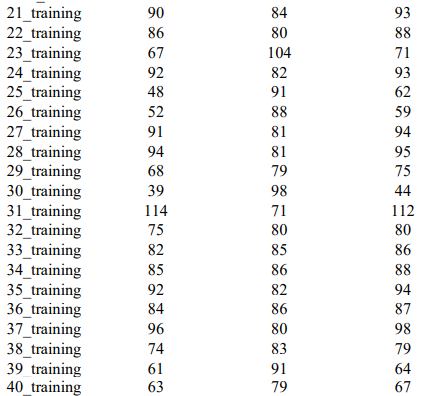 21_training 90 84 93
22_training 86 80 88
23_training 67 104 71
24_training 92 82 93
25_training 48 91 62
26_training 52 88 59
27_training 91 81 94
28_training 94 81 95
29_training 68 79 75
30_training 39 98 44
31_training 114 71 112
32_training 75 80 80
33_training 82 85 86
34_training 85 86 88
35_training 92 82 94
36_training 84 86 87
37_training 96 80 98
38_training 74 83 79
39_training 61 91 64
40_training 63 79 67